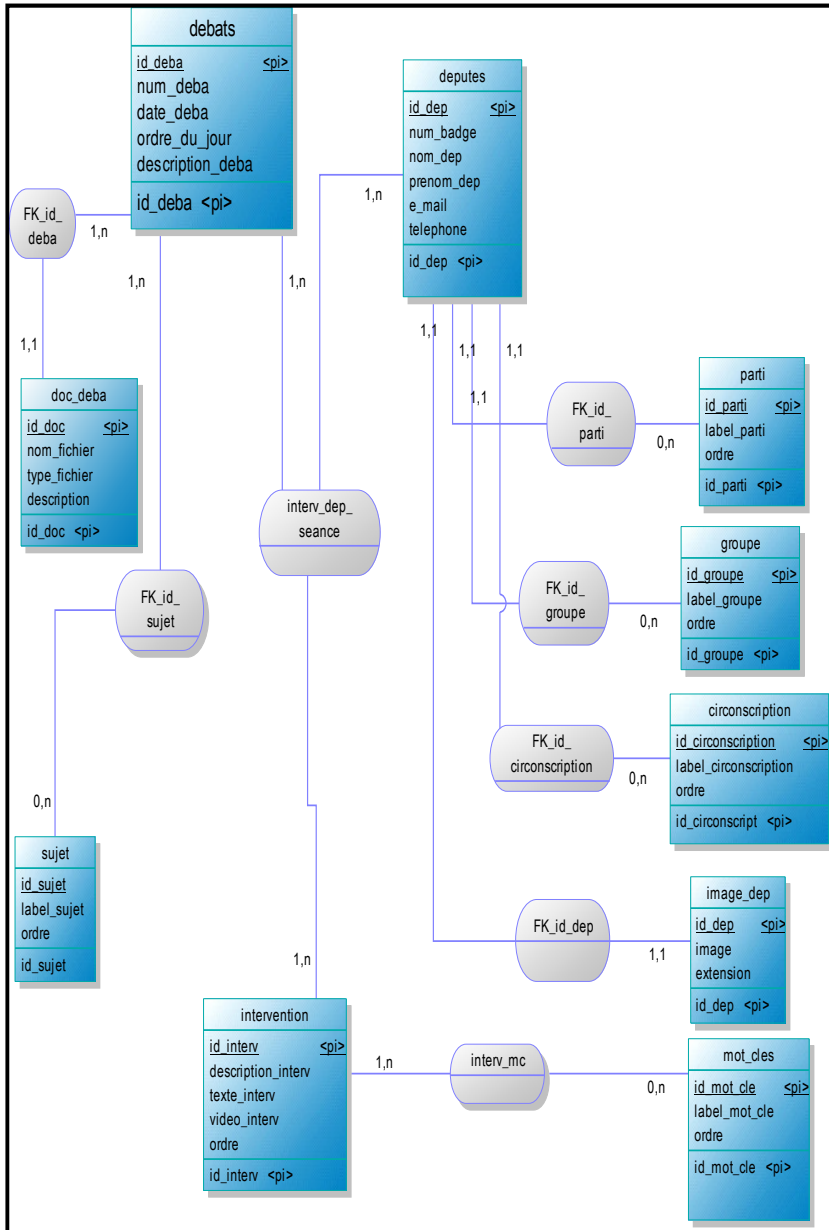 debats
id_deba <pi>
num_deba
date_deba
ordre_du_jour
description_deba
id_deba <pi>
deputes
id_dep <pi>
num_badge
nom_dep
prenom_dep
e_mail
telephone
id_dep <pi>
FK_id_
deba
1,n
1,n
1,n
1,n
1,1
1,1
1,1
1,1
1,1
doc_deba
id_doc <pi>
nom_fichier
type_fichier
description
id_doc <pi>
parti
id_parti <pi>
label_parti
ordre
id_parti <pi>
FK_id_
parti
0,n
interv_dep_
seance
groupe
id_groupe <pi>
label_groupe
ordre
id_groupe <pi>
FK_id_
groupe
0,n
FK_id_
sujet
circonscription
id_circonscription <pi>
label_circonscription
ordre
id_circonscript <pi>
FK_id_
circonscription
0,n
0,n
sujet
id_sujet
label_sujet
ordre
id_sujet
image_dep
id_dep <pi>
image
extension
id_dep <pi>
FK_id_dep
1,1
1,n
intervention
id_interv <pi>
description_interv
texte_interv
video_interv
ordre
id_interv <pi>
1,n
interv_mc
0,n
mot_cles
id_mot_cle <pi>
label_mot_cle
ordre
id_mot_cle <pi>